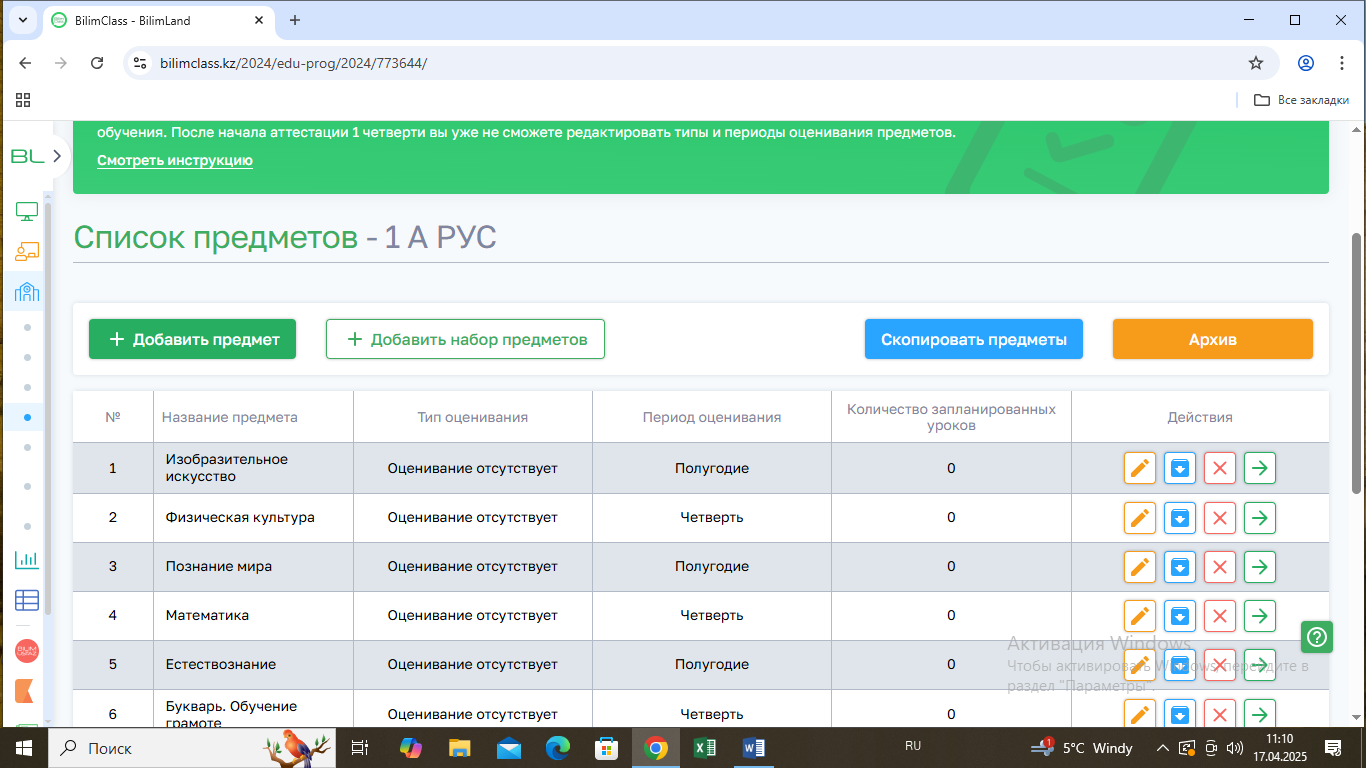 BilimClass - BilimLand
bilimclass.kz/2024/edu-prog/2024/773644/
Все закладки
обучения. После начала аттестации 1 четверти вы уже не сможете редактировать типы и периоды оценивания предметов.
Смотреть инструкцию
BL
Список предметов - 1 А РУС
Добавить предмет
Добавить набор предметов
Скопировать предметы
Архив
№ Название предмета Тип оценивания Период оценивания Количество запланированных уроков Действия
1 Изобразительное искусство Оценивание отсутствует Полугодие 0
2 Физическая культура Оценивание отсутствует Четверть 0
3 Познание мира Оценивание отсутствует Полугодие 0
4 Математика Оценивание отсутствует Четверть 0
5 Естествознание Оценивание отсутствует Полугодие 0
6 Букварь. Обучение грамоте Оценивание отсутствует Четверть 0
Активация Windows
Чтобы активировать Windows, перейдите в
раздел "Параметры".
Поиск
1
5°C Windy
RU
11:10
17.04.2025